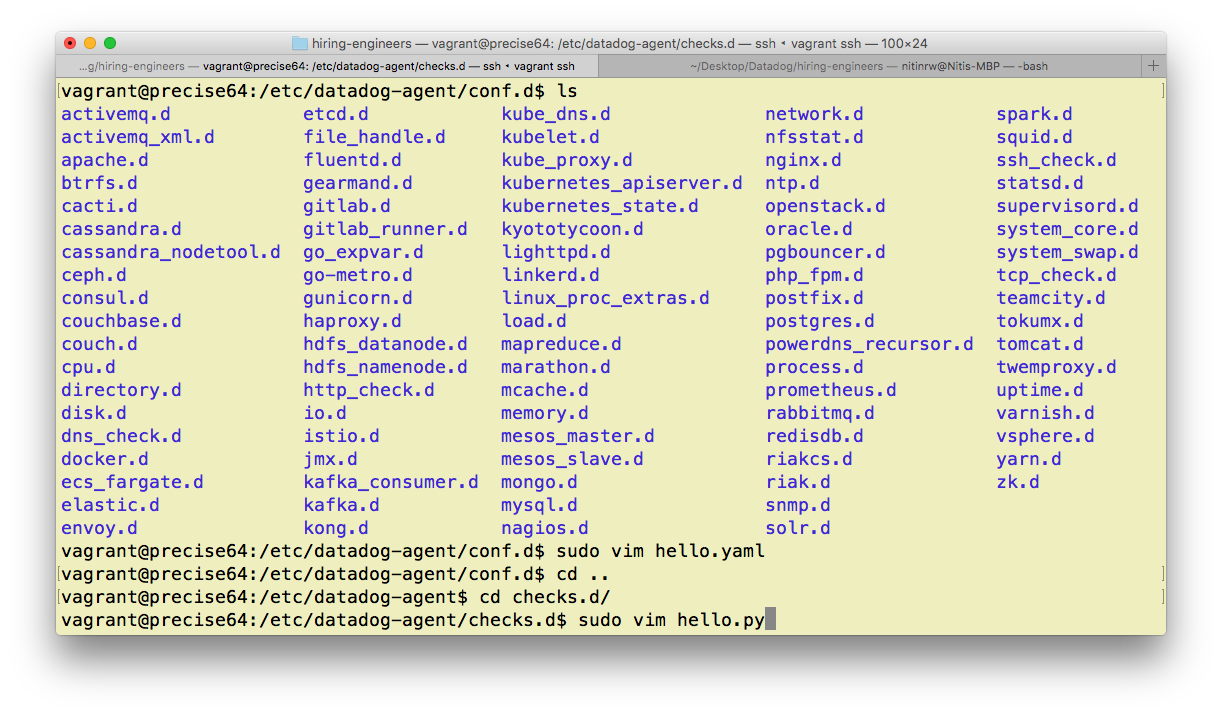 hiring-engineers — vagrant@precise64: /etc/datadog-agent/checks.d — ssh ◂ vagrant ssh — 100×24
...g/hiring-engineers — vagrant@precise64: /etc/datadog-agent/checks.d — ssh ◂ vagrant ssh ~/Desktop/Datadog/hiring-engineers — nitinrw@Nitis-MBP — -bash +
[vagrant@precise64:/etc/datadog-agent/conf.d$ ls ]
activemq.d etcd.d kube_dns.d network.d spark.d
activemq_xml.d file_handle.d kubelet.d nfsstat.d squid.d
apache.d fluentd.d kube_proxy.d nginx.d ssh_check.d
btrfs.d gearmand.d kubernetes_apiserver.d ntp.d statsd.d
cacti.d gitlab.d kubernetes_state.d openstack.d supervisord.d
cassandra.d gitlab_runner.d kyototycoon.d oracle.d system_core.d
cassandra_nodetool.d go_expvar.d lighttpd.d pgbouncer.d system_swap.d
ceph.d go-metro.d linkerd.d php_fpm.d tcp_check.d
consul.d gunicorn.d linux_proc_extras.d postfix.d teamcity.d
couchbase.d haproxy.d load.d postgres.d tokumx.d
couch.d hdfs_datanode.d mapreduce.d powerdns_recursor.d tomcat.d
cpu.d hdfs_namenode.d marathon.d process.d twemproxy.d
directory.d http_check.d mcache.d prometheus.d uptime.d
disk.d io.d memory.d rabbitmq.d varnish.d
dns_check.d istio.d mesos_master.d redisdb.d vsphere.d
docker.d jmx.d mesos_slave.d riakcs.d yarn.d
ecs_fargate.d kafka_consumer.d mongo.d riak.d zk.d
elastic.d kafka.d mysql.d snmp.d
envoy.d kong.d nagios.d solr.d
vagrant@precise64:/etc/datadog-agent/conf.d$ sudo vim hello.yaml
[vagrant@precise64:/etc/datadog-agent/conf.d$ cd .. ]
[vagrant@precise64:/etc/datadog-agent$ cd checks.d/ ]
vagrant@precise64:/etc/datadog-agent/checks.d$ sudo vim hello.py